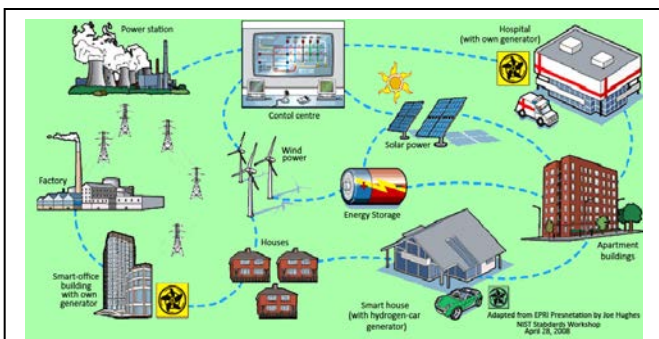 Power station
Hospital
(with own generator)
Contol centre
Solar power
Wind
power
Factory
Energy Storage
Houses
Apartment
buildings
Smart-office
building with own
generator
Smart house
(with hydrogen-car
generator)
Adapted from EPRI Presnetation by Joe Hughes
NIST Stabdards Workshop
April 28, 2008